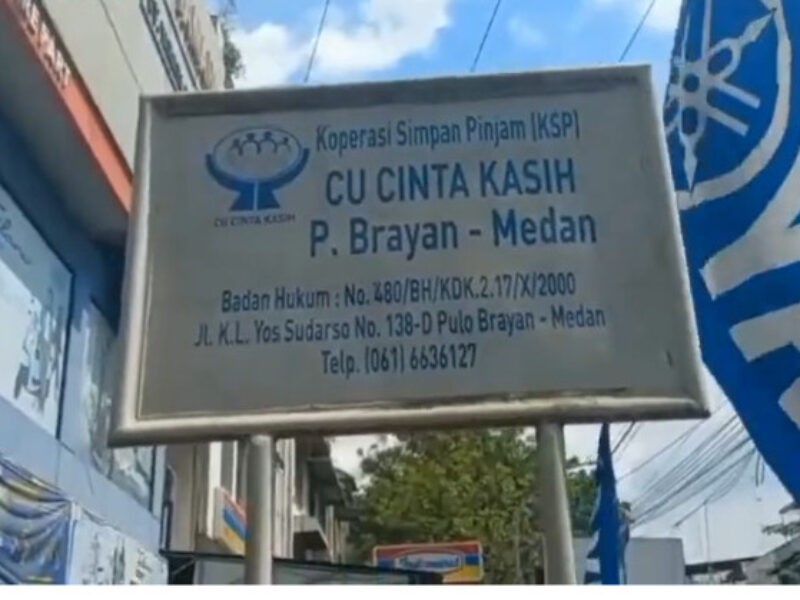 Koperasi Simpan Pinjam (KSP)
CU CINTA KASIH
P. Brayan - Medan
CU CINTA KASIH
Badan Hukum : No. 480/BH/KDK.2.17/X/2000
Jl. K.L. Yos Sudarso No. 138-D Pulo Brayan - Medan
Telp. (061) 6636127